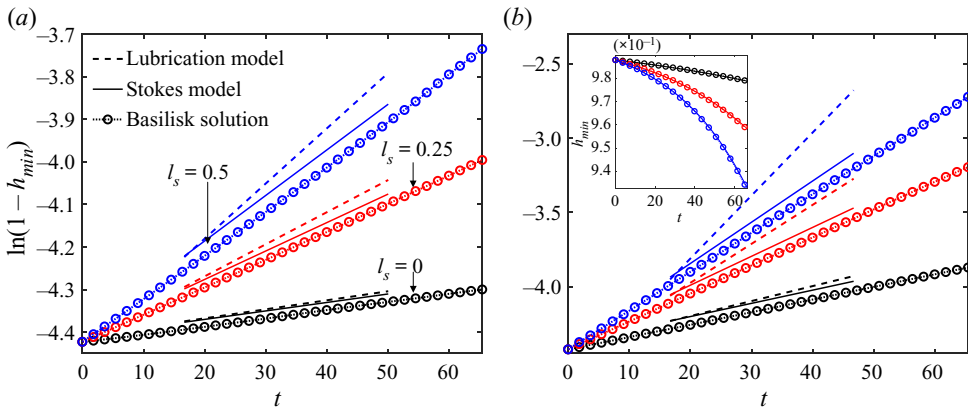 (a)
−3.7
−3.8
−3.9
−4.0
−4.1
−4.2
−4.3
−4.4
ln(1 − h_min)
Lubrication model
Stokes model
Basilisk solution
l_s = 0.5
l_s = 0.25
l_s = 0
0 10 20 30 40 50 60
t
(b)
−2.5
−3.0
−3.5
−4.0
(×10⁻¹)
9.8
9.7
9.6
9.5
9.4
h_min
0 20 40 60
t
0 10 20 30 40 50 60
t